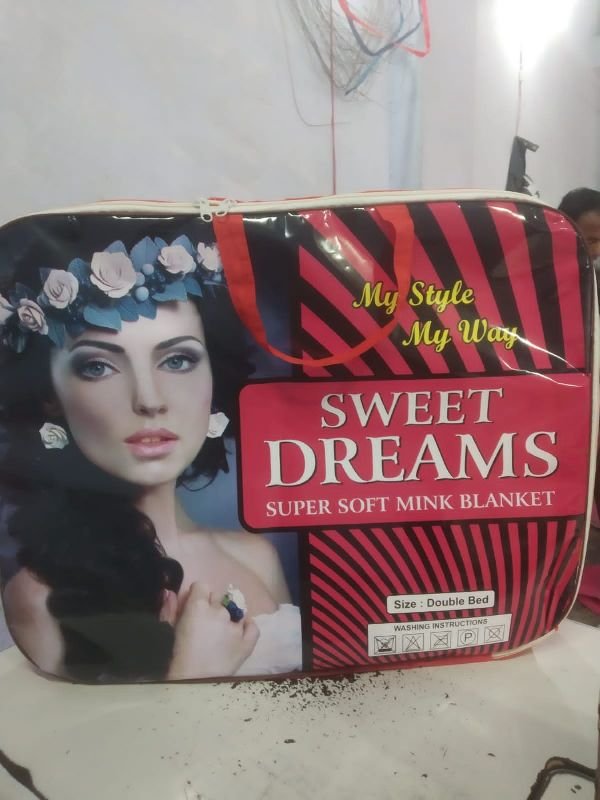 My Style
My Way
SWEET
DREAMS
SUPER SOFT MINK BLANKET
Size : Double Bed
WASHING INSTRUCTIONS
P